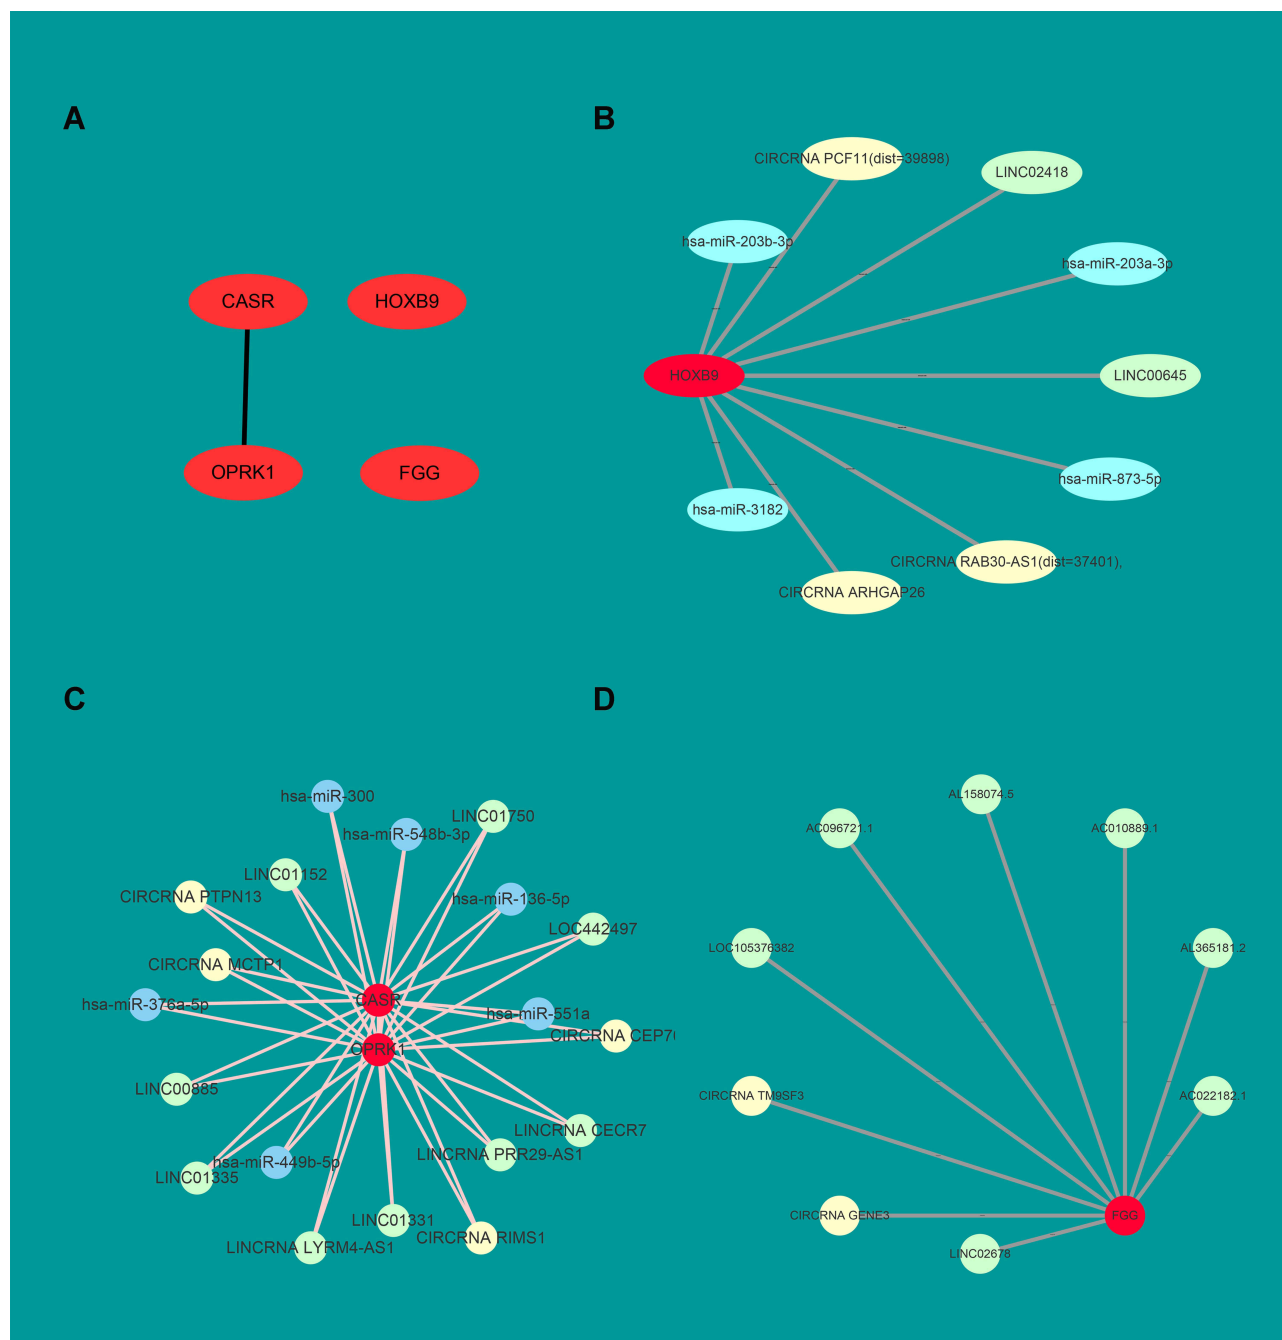 A
B
CASR
HOXB9
OPRK1
FGG
CIRCRNA PCF11(dist=39898)
LINC02418
hsa-miR-203b-3p
hsa-miR-203a-3p
HOXB9
LINC00645
hsa-miR-873-5p
hsa-miR-3182
CIRCRNA RAB30-AS1(dist=37401),
CIRCRNA ARHGAP26
C
D
hsa-miR-300
LINC01750
hsa-miR-548b-3p
LINC01152
CIRCRNA PTPN13
hsa-miR-136-5p
LOC442497
CIRCRNA MCTP1
hsa-miR-376a-5p
CASR
hsa-miR-551a
CIRCRNA CEP70
OPRK1
LINC00885
LINCRNA CECR7
LINCRNA PRR29-AS1
hsa-miR-449b-5p
LINC01335
LINC01331
CIRCRNA RIMS1
LINCRNA LYRM4-AS1
AL158074.5
AC096721.1
AC010889.1
LOC105376382
AL365181.2
CIRCRNA TM9SF3
AC022182.1
CIRCRNA GENE3
FGG
LINC02678